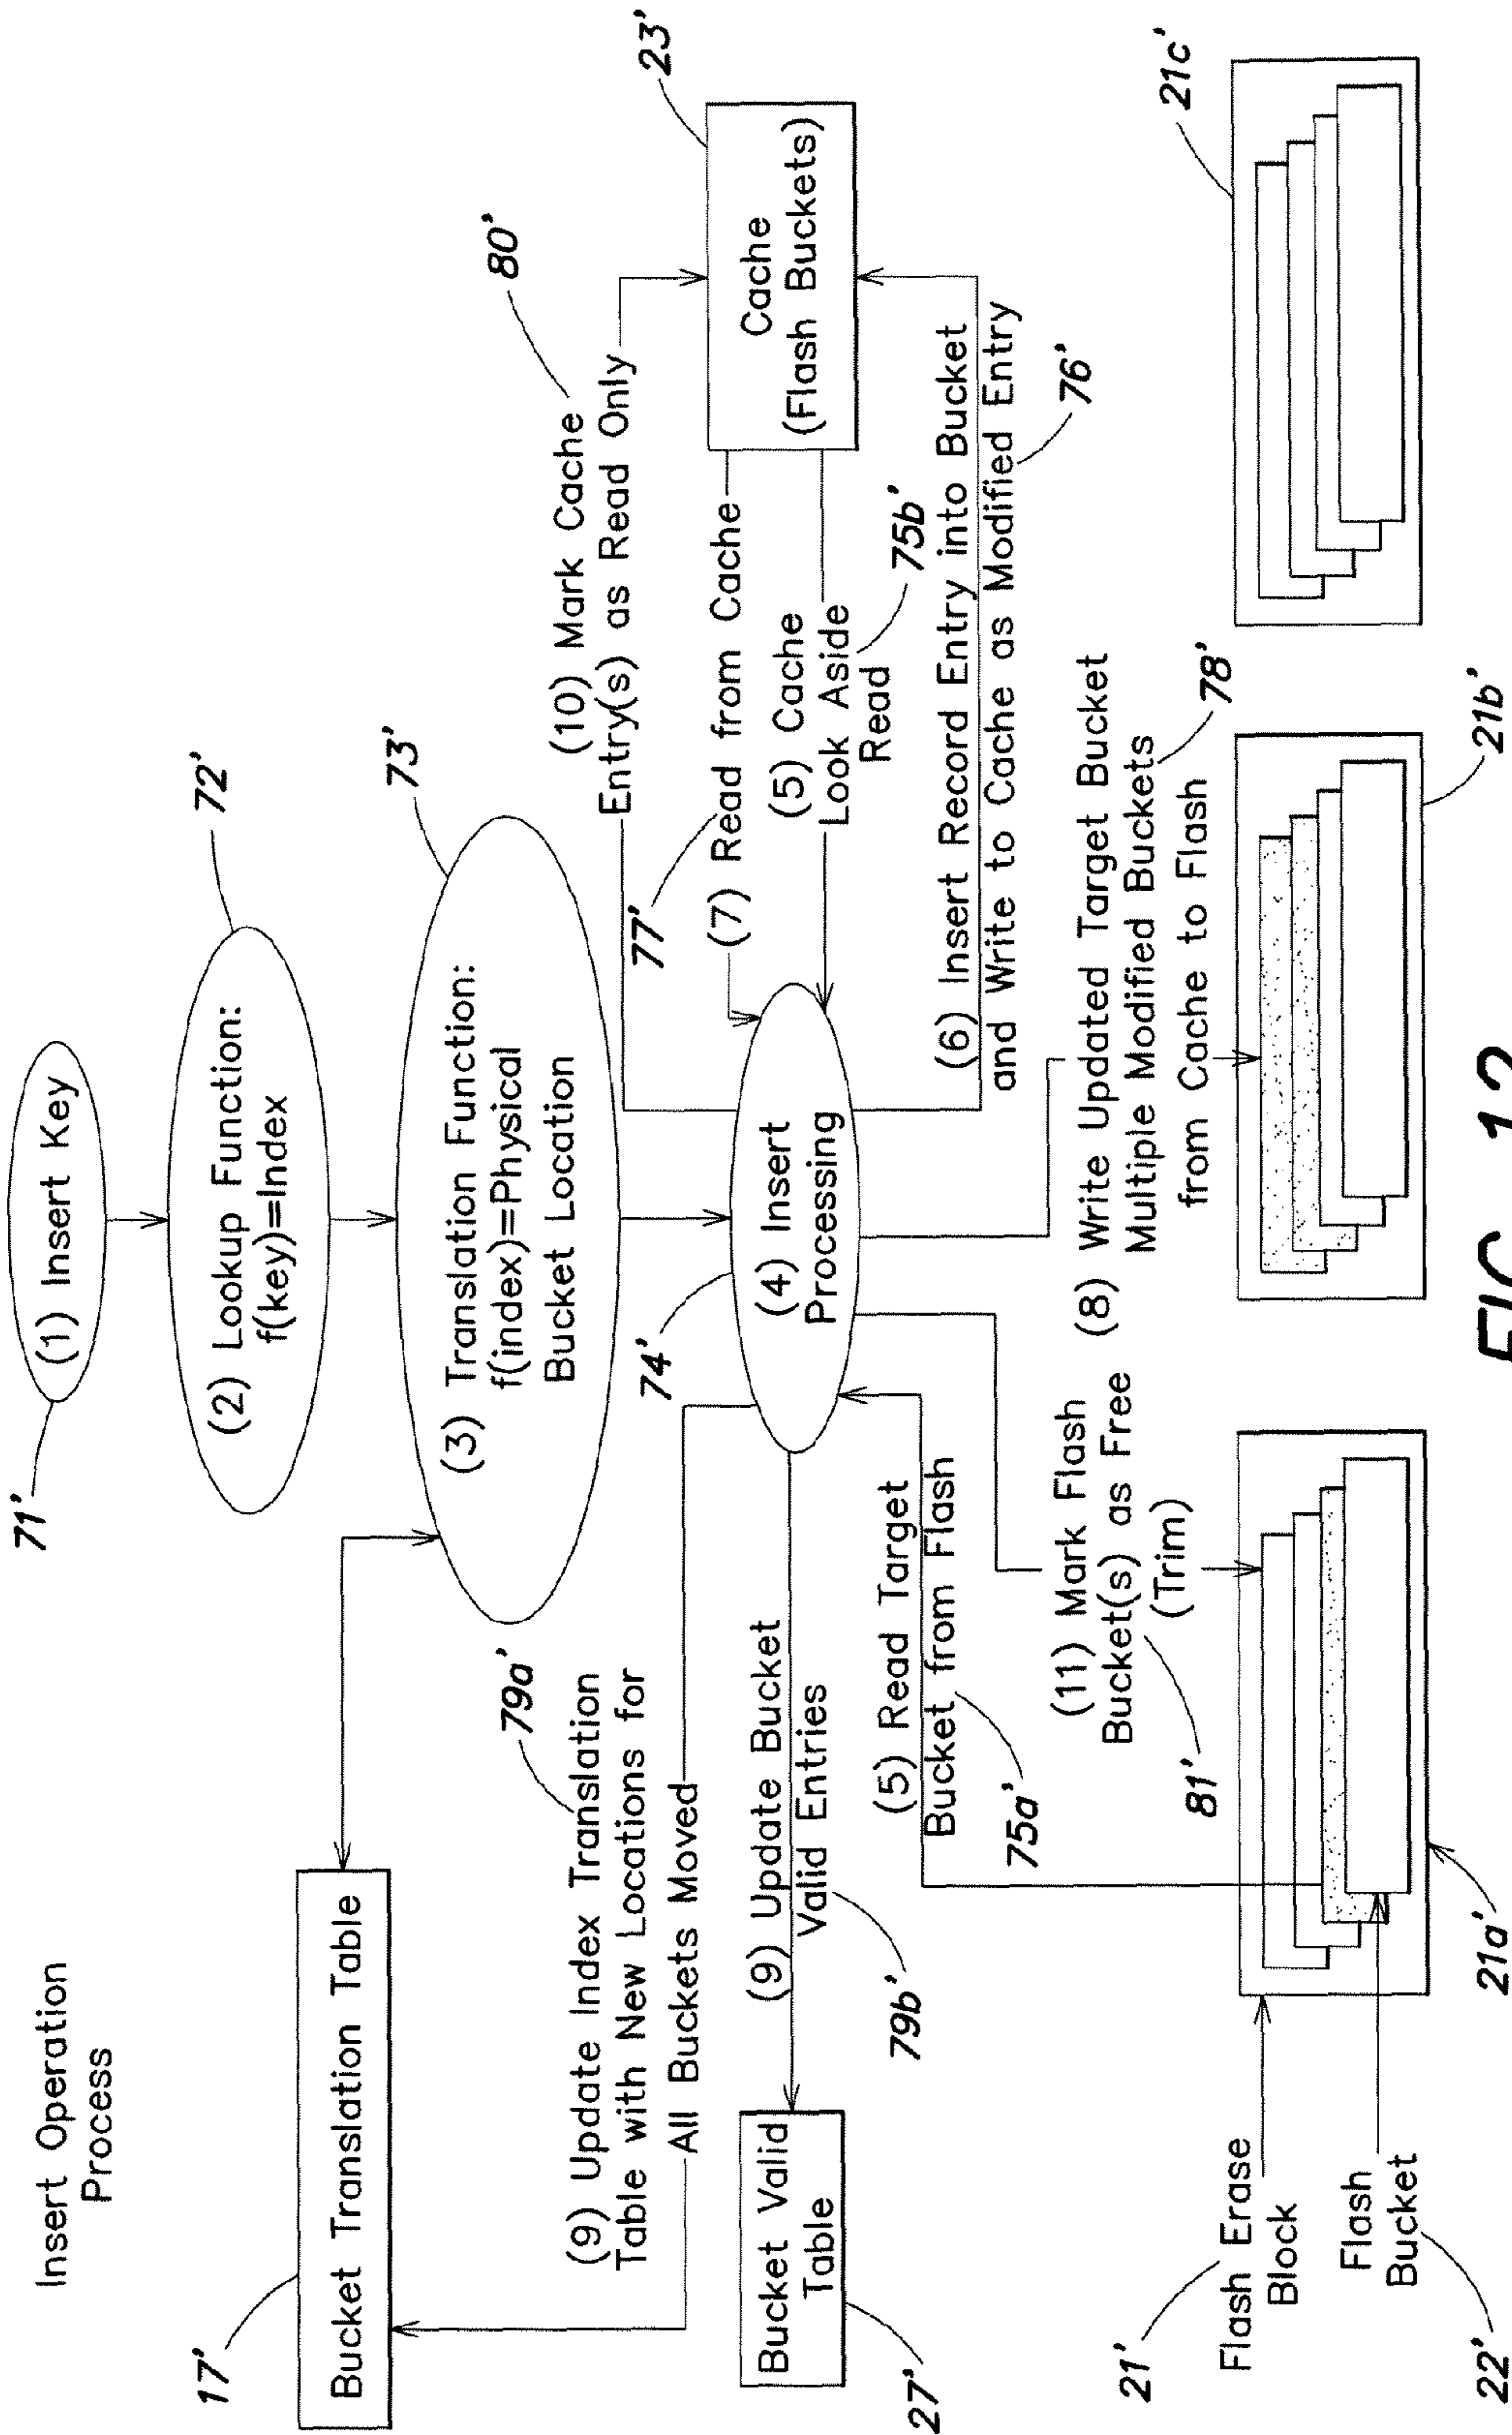 Insert Operation
Process
71'
(1) Insert Key
72'
(2) Lookup Function:
f(key)=Index
17'
Bucket Translation Table
73'
(3) Translation Function:
f(index)=Physical
Bucket Location
79a'
(9) Update Index Translation
Table with New Locations for
All Buckets Moved
74'
(4) Insert
Processing
80'
(10) Mark Cache
Entry(s) as Read Only
77'
(7) Read from Cache
(5) Cache
Look Aside
Read
75b'
23'
Cache
(Flash Buckets)
27'
Bucket Valid
Table
(9) Update Bucket
Valid Entries
79b'
(5) Read Target
Bucket from Flash
75a'
(6) Insert Record Entry into Bucket
and Write to Cache as Modified Entry
76'
(11) Mark Flash
Bucket(s) as Free
(Trim)
81'
(8) Write Updated Target Bucket
Multiple Modified Buckets
from Cache to Flash
78'
21'
Flash Erase
Block
22'
Flash
Bucket
21a'
21b'
21c'
FIG. 12